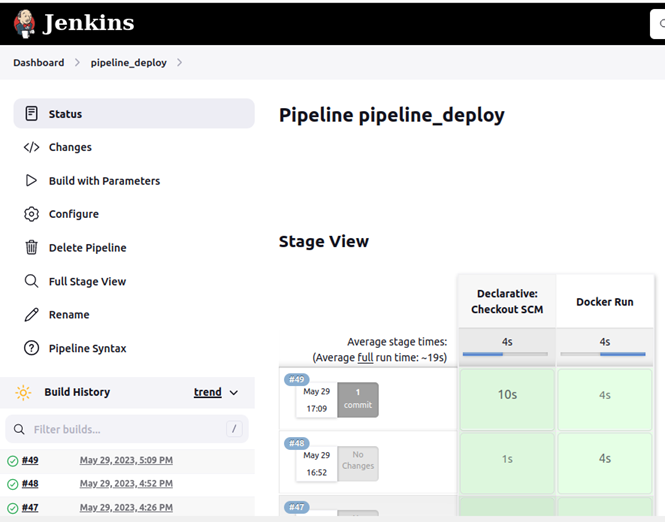 Jenkins
Dashboard
pipeline_deploy
Status
Changes
Build with Parameters
Configure
Delete Pipeline
Full Stage View
Rename
Pipeline Syntax
Build History
trend
Filter builds...
/
#49
May 29, 2023, 5:09 PM
#48
May 29, 2023, 4:52 PM
#47
May 29, 2023, 4:26 PM
Pipeline pipeline_deploy
Stage View
Declarative:
Checkout SCM
Docker Run
Average stage times:
(Average full run time: ~19s)
4s
4s
#49
May 29
17:09
1
commit
10s
4s
#48
May 29
16:52
No
Changes
1s
4s
#47